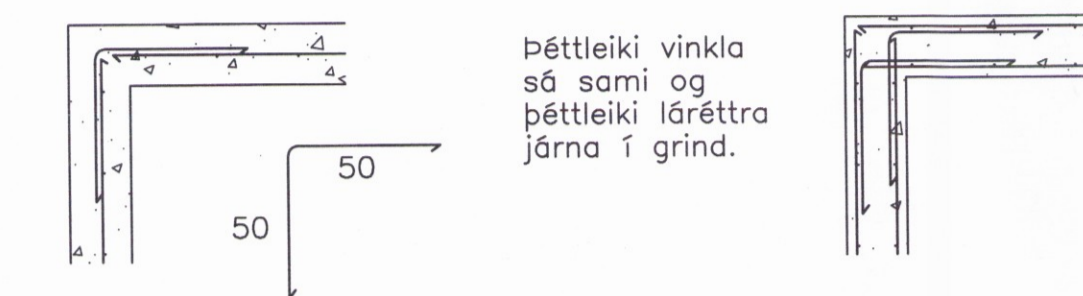 Þéttleiki vinkla
sá sami og
þéttleiki láréttra
járna í grind.
50
50